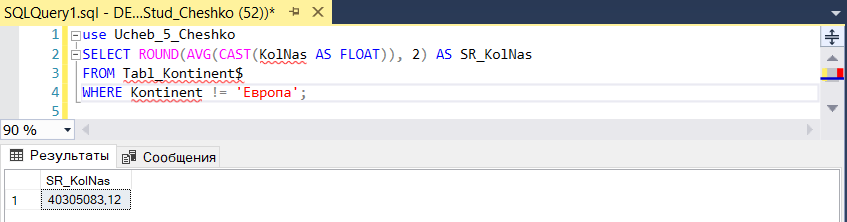 SQLQuery1.sql - DE...Stud_Cheshko (52))*
1 use Ucheb_5_Cheshko
2 SELECT ROUND(AVG(CAST(KolNas AS FLOAT)), 2) AS SR_KolNas
3 FROM Tabl_Kontinent$
4 WHERE Kontinent != 'Европа';
5
90 %
Результаты Сообщения
SR_KolNas
1 40305083,12